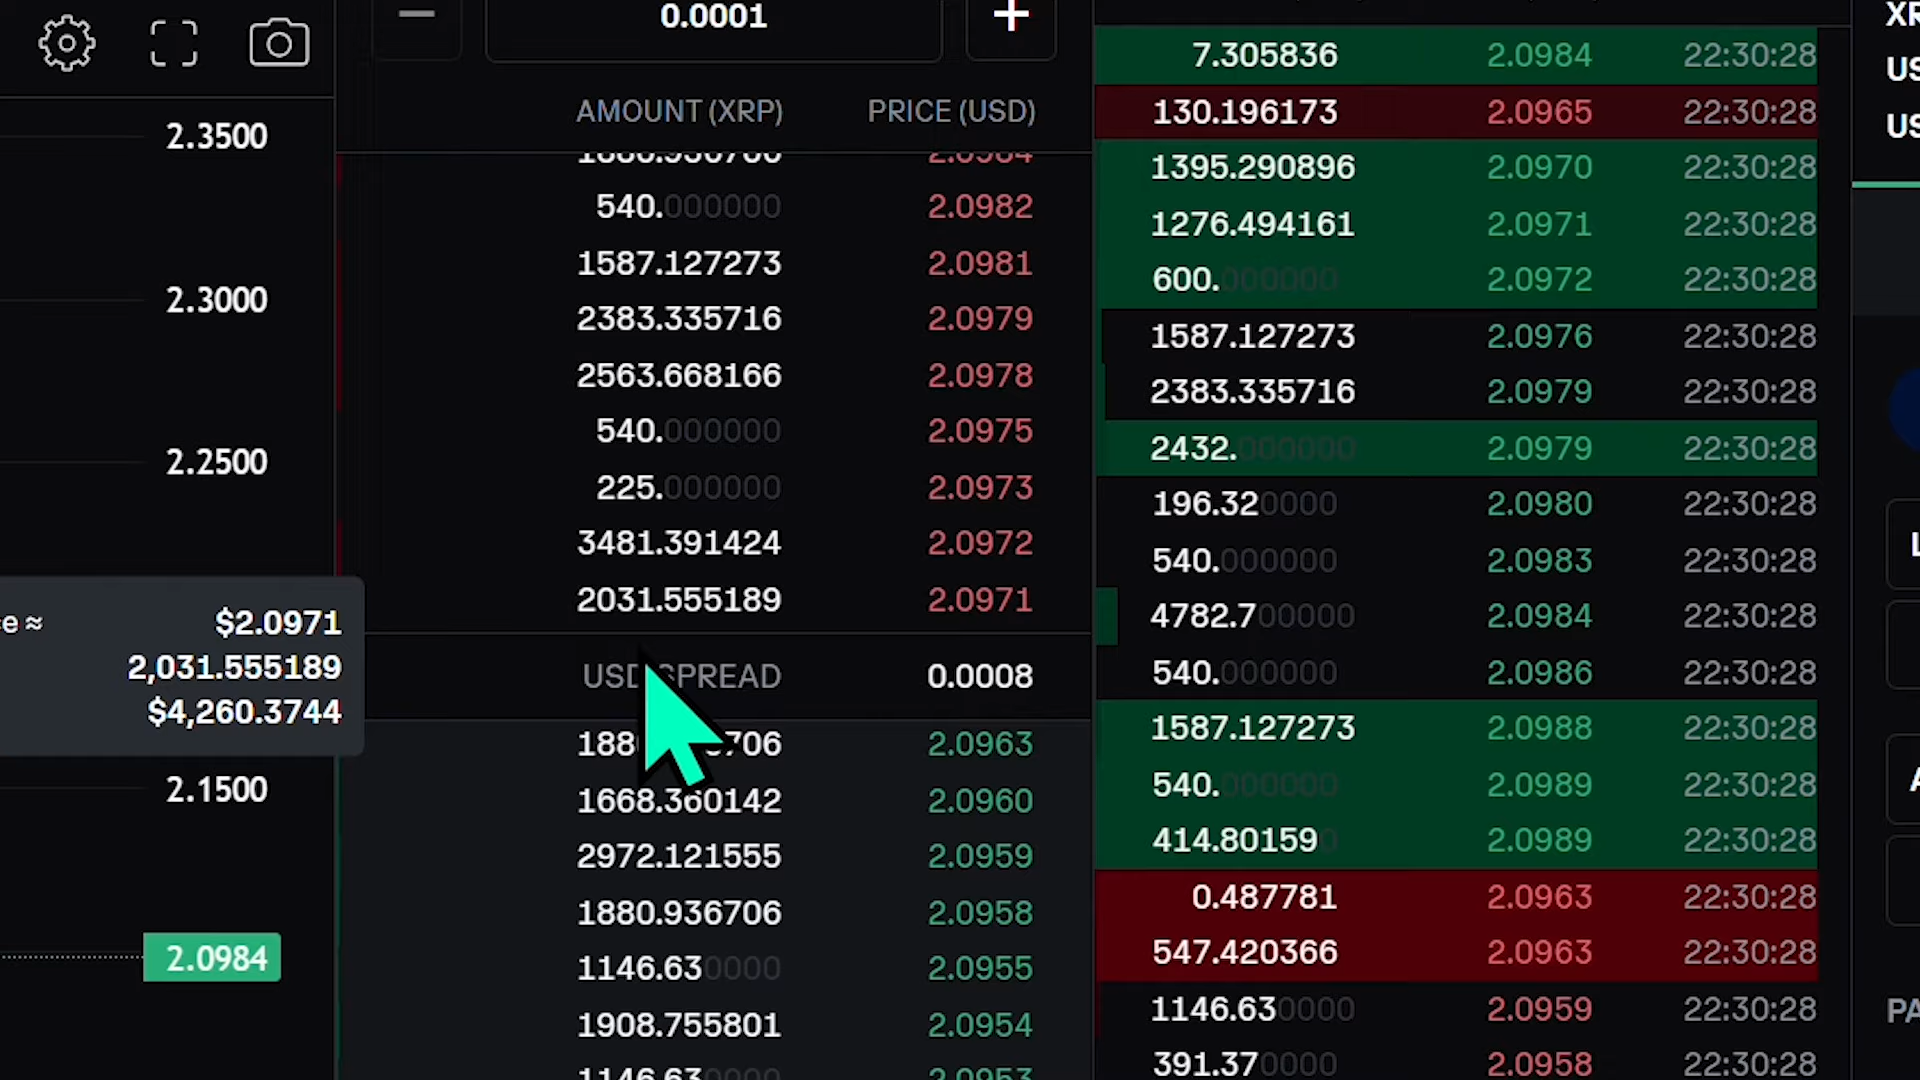 2.3500
2.3000
2.2500
2.1500
2.0984
e ≈ $2.0971
2,031.555189
$4,260.3744
0.0001
AMOUNT (XRP) PRICE (USD)
540.000000 2.0982
1587.127273 2.0981
2383.335716 2.0979
2563.668166 2.0978
540.000000 2.0975
225.000000 2.0973
3481.391424 2.0972
2031.555189 2.0971
USD SPREAD 0.0008
2.0963
1668.360142 2.0960
2972.121555 2.0959
1880.936706 2.0958
1146.630000 2.0955
1908.755801 2.0954
1146.630000 2.0953
7.305836 2.0984 22:30:28
130.196173 2.0965 22:30:28
1395.290896 2.0970 22:30:28
1276.494161 2.0971 22:30:28
600.000000 2.0972 22:30:28
1587.127273 2.0976 22:30:28
2383.335716 2.0979 22:30:28
2432.000000 2.0979 22:30:28
196.320000 2.0980 22:30:28
540.000000 2.0983 22:30:28
4782.700000 2.0984 22:30:28
540.000000 2.0986 22:30:28
1587.127273 2.0988 22:30:28
540.000000 2.0989 22:30:28
414.801590 2.0989 22:30:28
0.487781 2.0963 22:30:28
547.420366 2.0963 22:30:28
1146.630000 2.0959 22:30:28
391.370000 2.0958 22:30:28
XR
US
US
L
A
PA